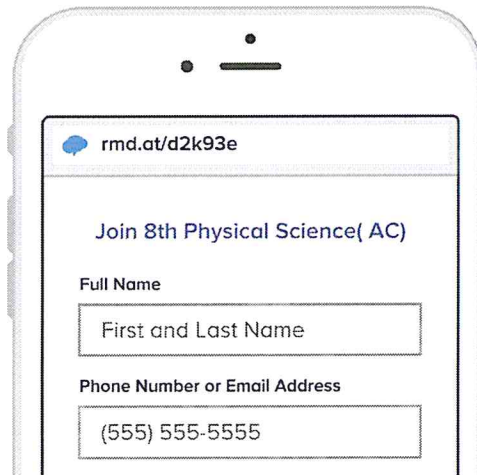 rmd.at/d2k93e
Join 8th Physical Science( AC)
Full Name
First and Last Name
Phone Number or Email Address
(555) 555-5555